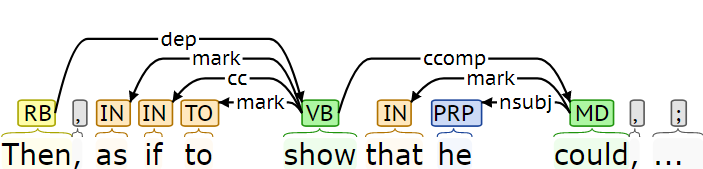 dep
mark ccomp
cc mark
mark nsubj
RB , IN IN TO VB IN PRP MD , ;
Then, as if to show that he could, ...